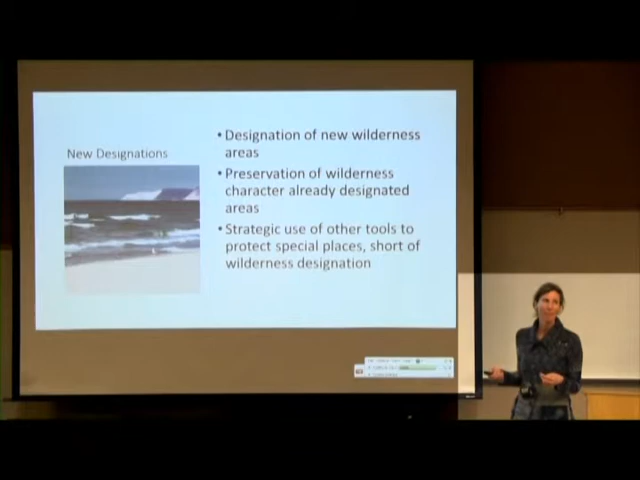 New Designations
• Designation of new wilderness
areas
• Preservation of wilderness
character already designated
areas
• Strategic use of other tools to
protect special places, short of
wilderness designation